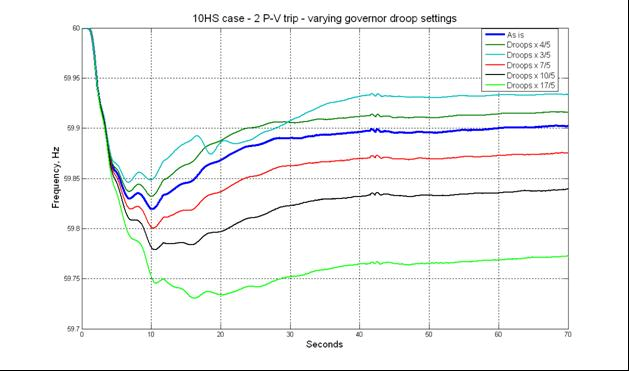 10HS case - 2 P-V trip - varying governor droop settings
As is
Droops x 4/5
Droops x 3/5
Droops x 7/5
Droops x 10/5
Droops x 17/5
Frequency, Hz
60
59.95
59.9
59.85
59.8
59.75
59.7
0 10 20 30 40 50 60 70
Seconds